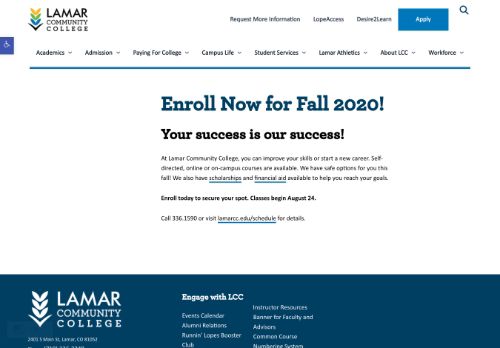 LAMAR
COMMUNITY
COLLEGE
Request More Information LopeAccess Desire2Learn Apply
Academics Admission Paying For College Campus Life Student Services Lamar Athletics About LCC Workforce
Enroll Now for Fall 2020!
Your success is our success!
At Lamar Community College, you can improve your skills or start a new career. Self-
directed, online or on-campus courses are available. We have safe options for you this
fall! We also have scholarships and financial aid available to help you reach your goals.
Enroll today to secure your spot. Classes begin August 24.
Call 336.1590 or visit lamarcc.edu/schedule for details.
LAMAR
COMMUNITY
COLLEGE
2401 S Main St, Lamar, CO 81052
Engage with LCC
Events Calendar
Alumni Relations
Runnin' Lopes Booster
Club
Instructor Resources
Banner for Faculty and
Advisors
Common Course
Numbering System